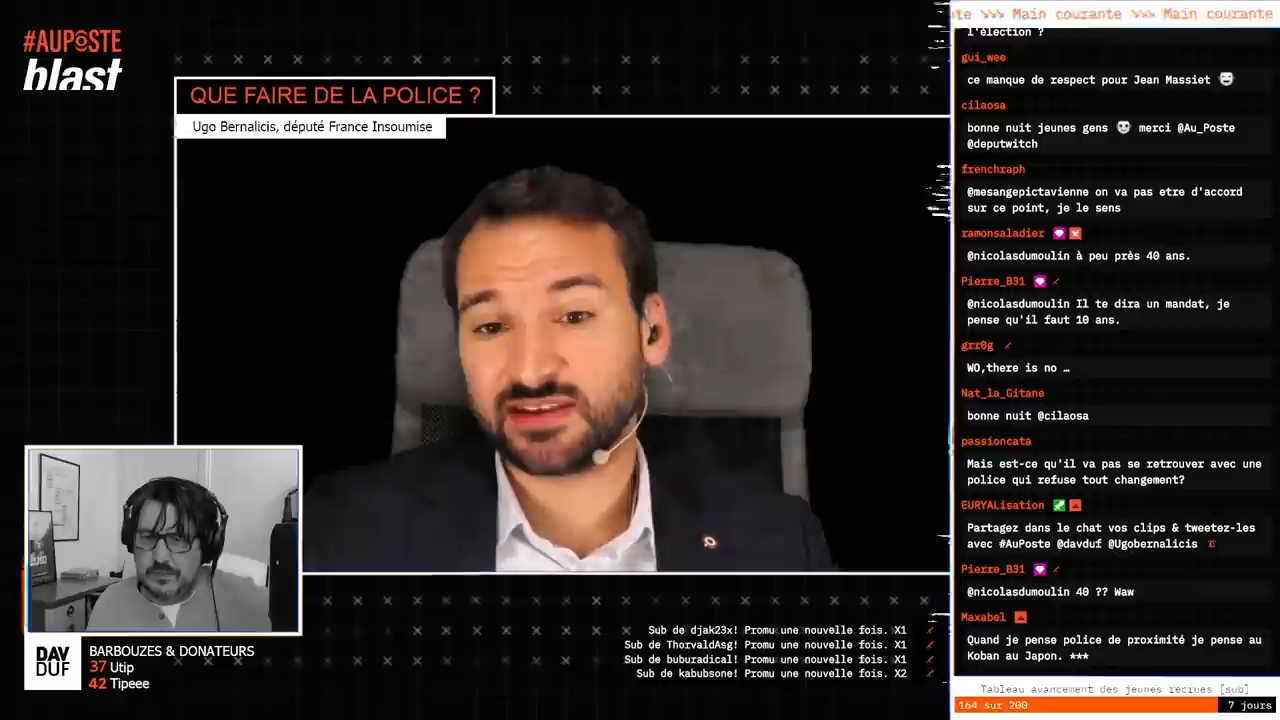 #AUPOSTE
blast
QUE FAIRE DE LA POLICE ?
Ugo Bernalicis, député France Insoumise
DAV
DUF
BARBOUZES & DONATEURS
37 Utip
42 Tipeee
Sub de djak23x! Promu une nouvelle fois. X1
Sub de ThorvaldAsg! Promu une nouvelle fois. X1
Sub de buburadical! Promu une nouvelle fois. X1
Sub de kabubsone! Promu une nouvelle fois. X2
te >>> Main courante >>> Main courante
l'élection ?
gui_wee
ce manque de respect pour Jean Massiet
cilaosa
bonne nuit jeunes gens merci @Au_Poste
@deputwitch
frenchraph
@mesangepictavienne on va pas etre d'accord
sur ce point, je le sens
ramonsaladier
@nicolasdumoulin à peu près 40 ans.
Pierre_B31
@nicolasdumoulin Il te dira un mandat, je
pense qu'il faut 10 ans.
grr0g
WO,there is no …
Nat_la_Gitane
bonne nuit @cilaosa
passioncata
Mais est-ce qu'il va pas se retrouver avec une
police qui refuse tout changement?
EURYALisation
Partagez dans le chat vos clips & tweetez-les
avec #AuPoste @davduf @Ugobernalicis
Pierre_B31
@nicolasdumoulin 40 ?? Waw
Maxabel
Quand je pense police de proximité je pense au
Koban au Japon. ***
Tableau avancement des jeunes recrues [sub]
164 sur 200
7 jours